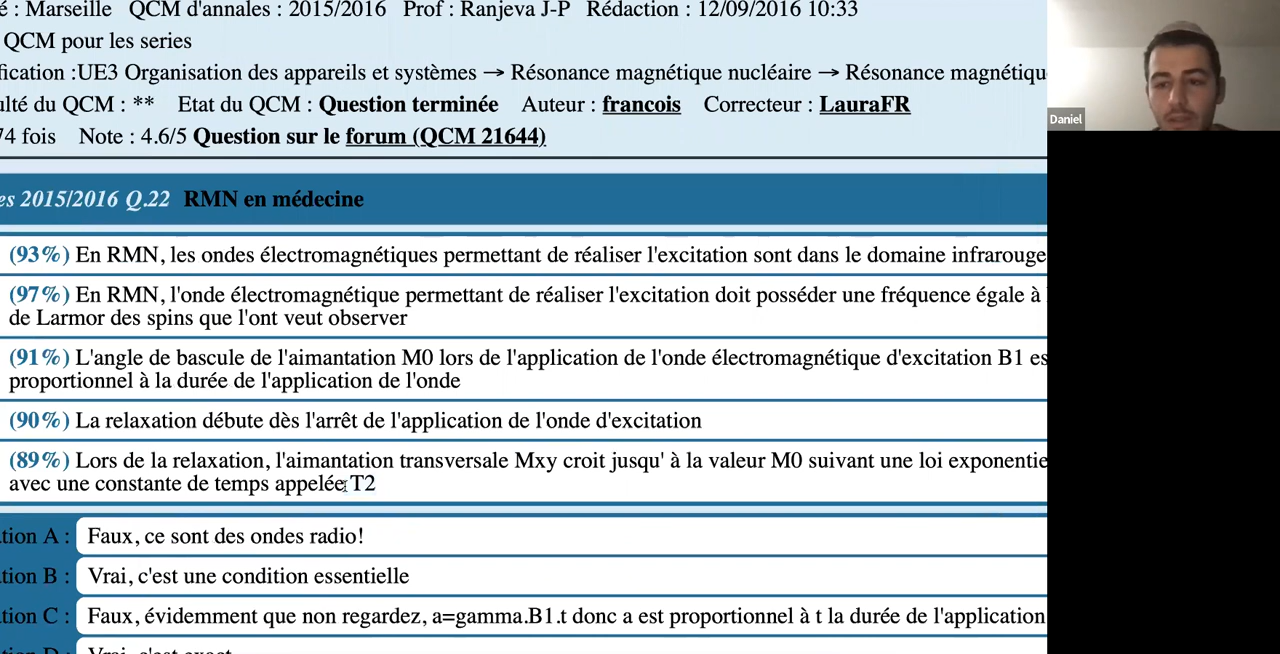 é : Marseille QCM d'annales : 2015/2016 Prof : Ranjeva J-P Rédaction : 12/09/2016 10:33
QCM pour les series
fication :UE3 Organisation des appareils et systèmes → Résonance magnétique nucléaire → Résonance magnétiqu
ulté du QCM : ** Etat du QCM : Question terminée Auteur : francois Correcteur : LauraFR
74 fois Note : 4.6/5 Question sur le forum (QCM 21644)
Daniel
es 2015/2016 Q.22 RMN en médecine
(93%) En RMN, les ondes électromagnétiques permettant de réaliser l'excitation sont dans le domaine infrarouge
(97%) En RMN, l'onde électromagnétique permettant de réaliser l'excitation doit posséder une fréquence égale à
de Larmor des spins que l'ont veut observer
(91%) L'angle de bascule de l'aimantation M0 lors de l'application de l'onde électromagnétique d'excitation B1 es
proportionnel à la durée de l'application de l'onde
(90%) La relaxation débute dès l'arrêt de l'application de l'onde d'excitation
(89%) Lors de la relaxation, l'aimantation transversale Mxy croit jusqu' à la valeur M0 suivant une loi exponentie
avec une constante de temps appelée T2
tion A : Faux, ce sont des ondes radio!
tion B : Vrai, c'est une condition essentielle
tion C : Faux, évidemment que non regardez, a=gamma.B1.t donc a est proportionnel à t la durée de l'application
tion D : Vrai, c'est exact